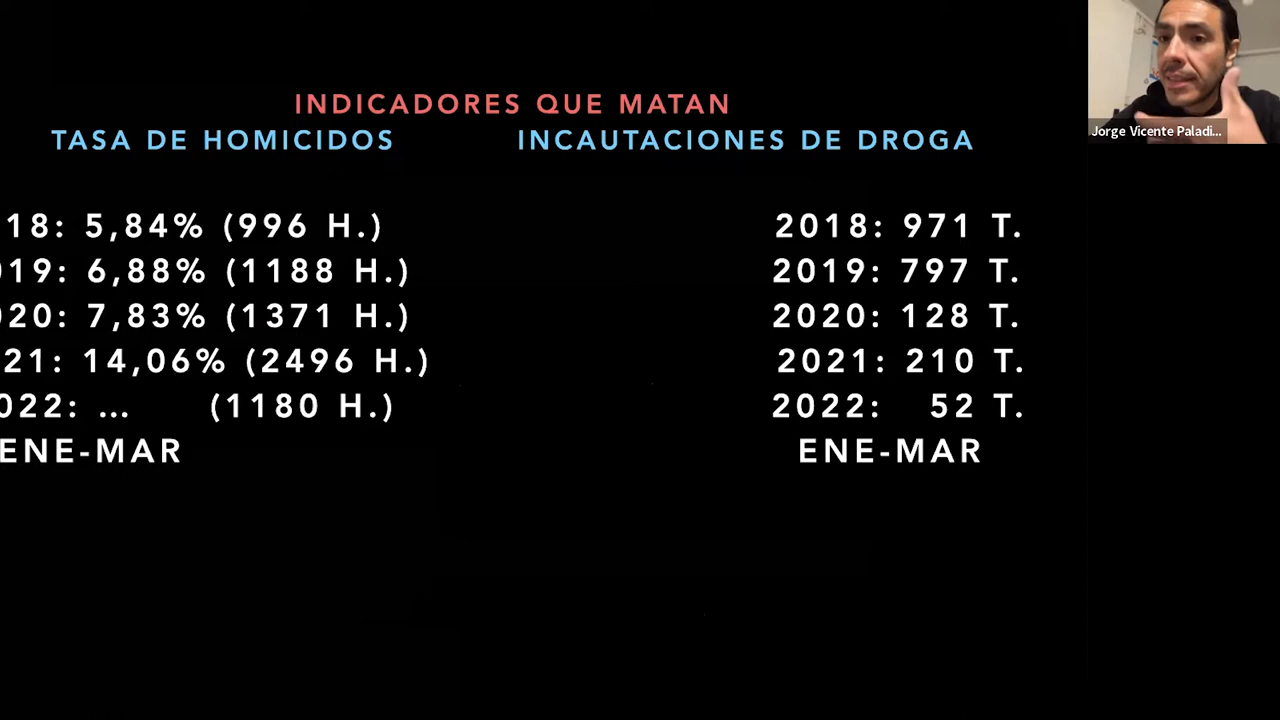 INDICADORES QUE MATAN
TASA DE HOMICIDOS
INCAUTACIONES DE DROGA
18: 5,84% (996 H.)
019: 6,88% (1188 H.)
020: 7,83% (1371 H.)
21: 14,06% (2496 H.)
022: ... (1180 H.)
ENE-MAR
2018: 971 T.
2019: 797 T.
2020: 128 T.
2021: 210 T.
2022: 52 T.
ENE-MAR
Jorge Vicente Paladi...